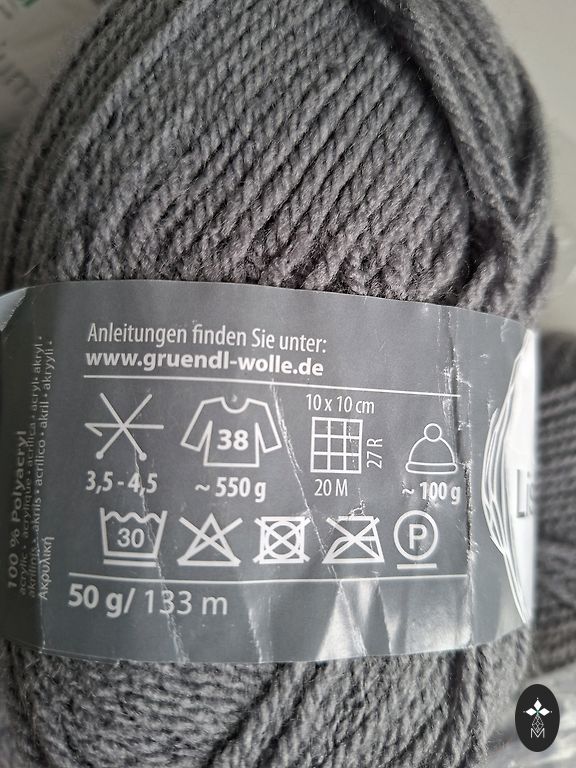 Anleitungen finden Sie unter:
www.gruendl-wolle.de
3,5 - 4,5
38
~ 550 g
10 x 10 cm
27 R
20 M
~ 100 g
30
P
50 g/ 133 m
100 % Polyacryl
Ακρυλική
M